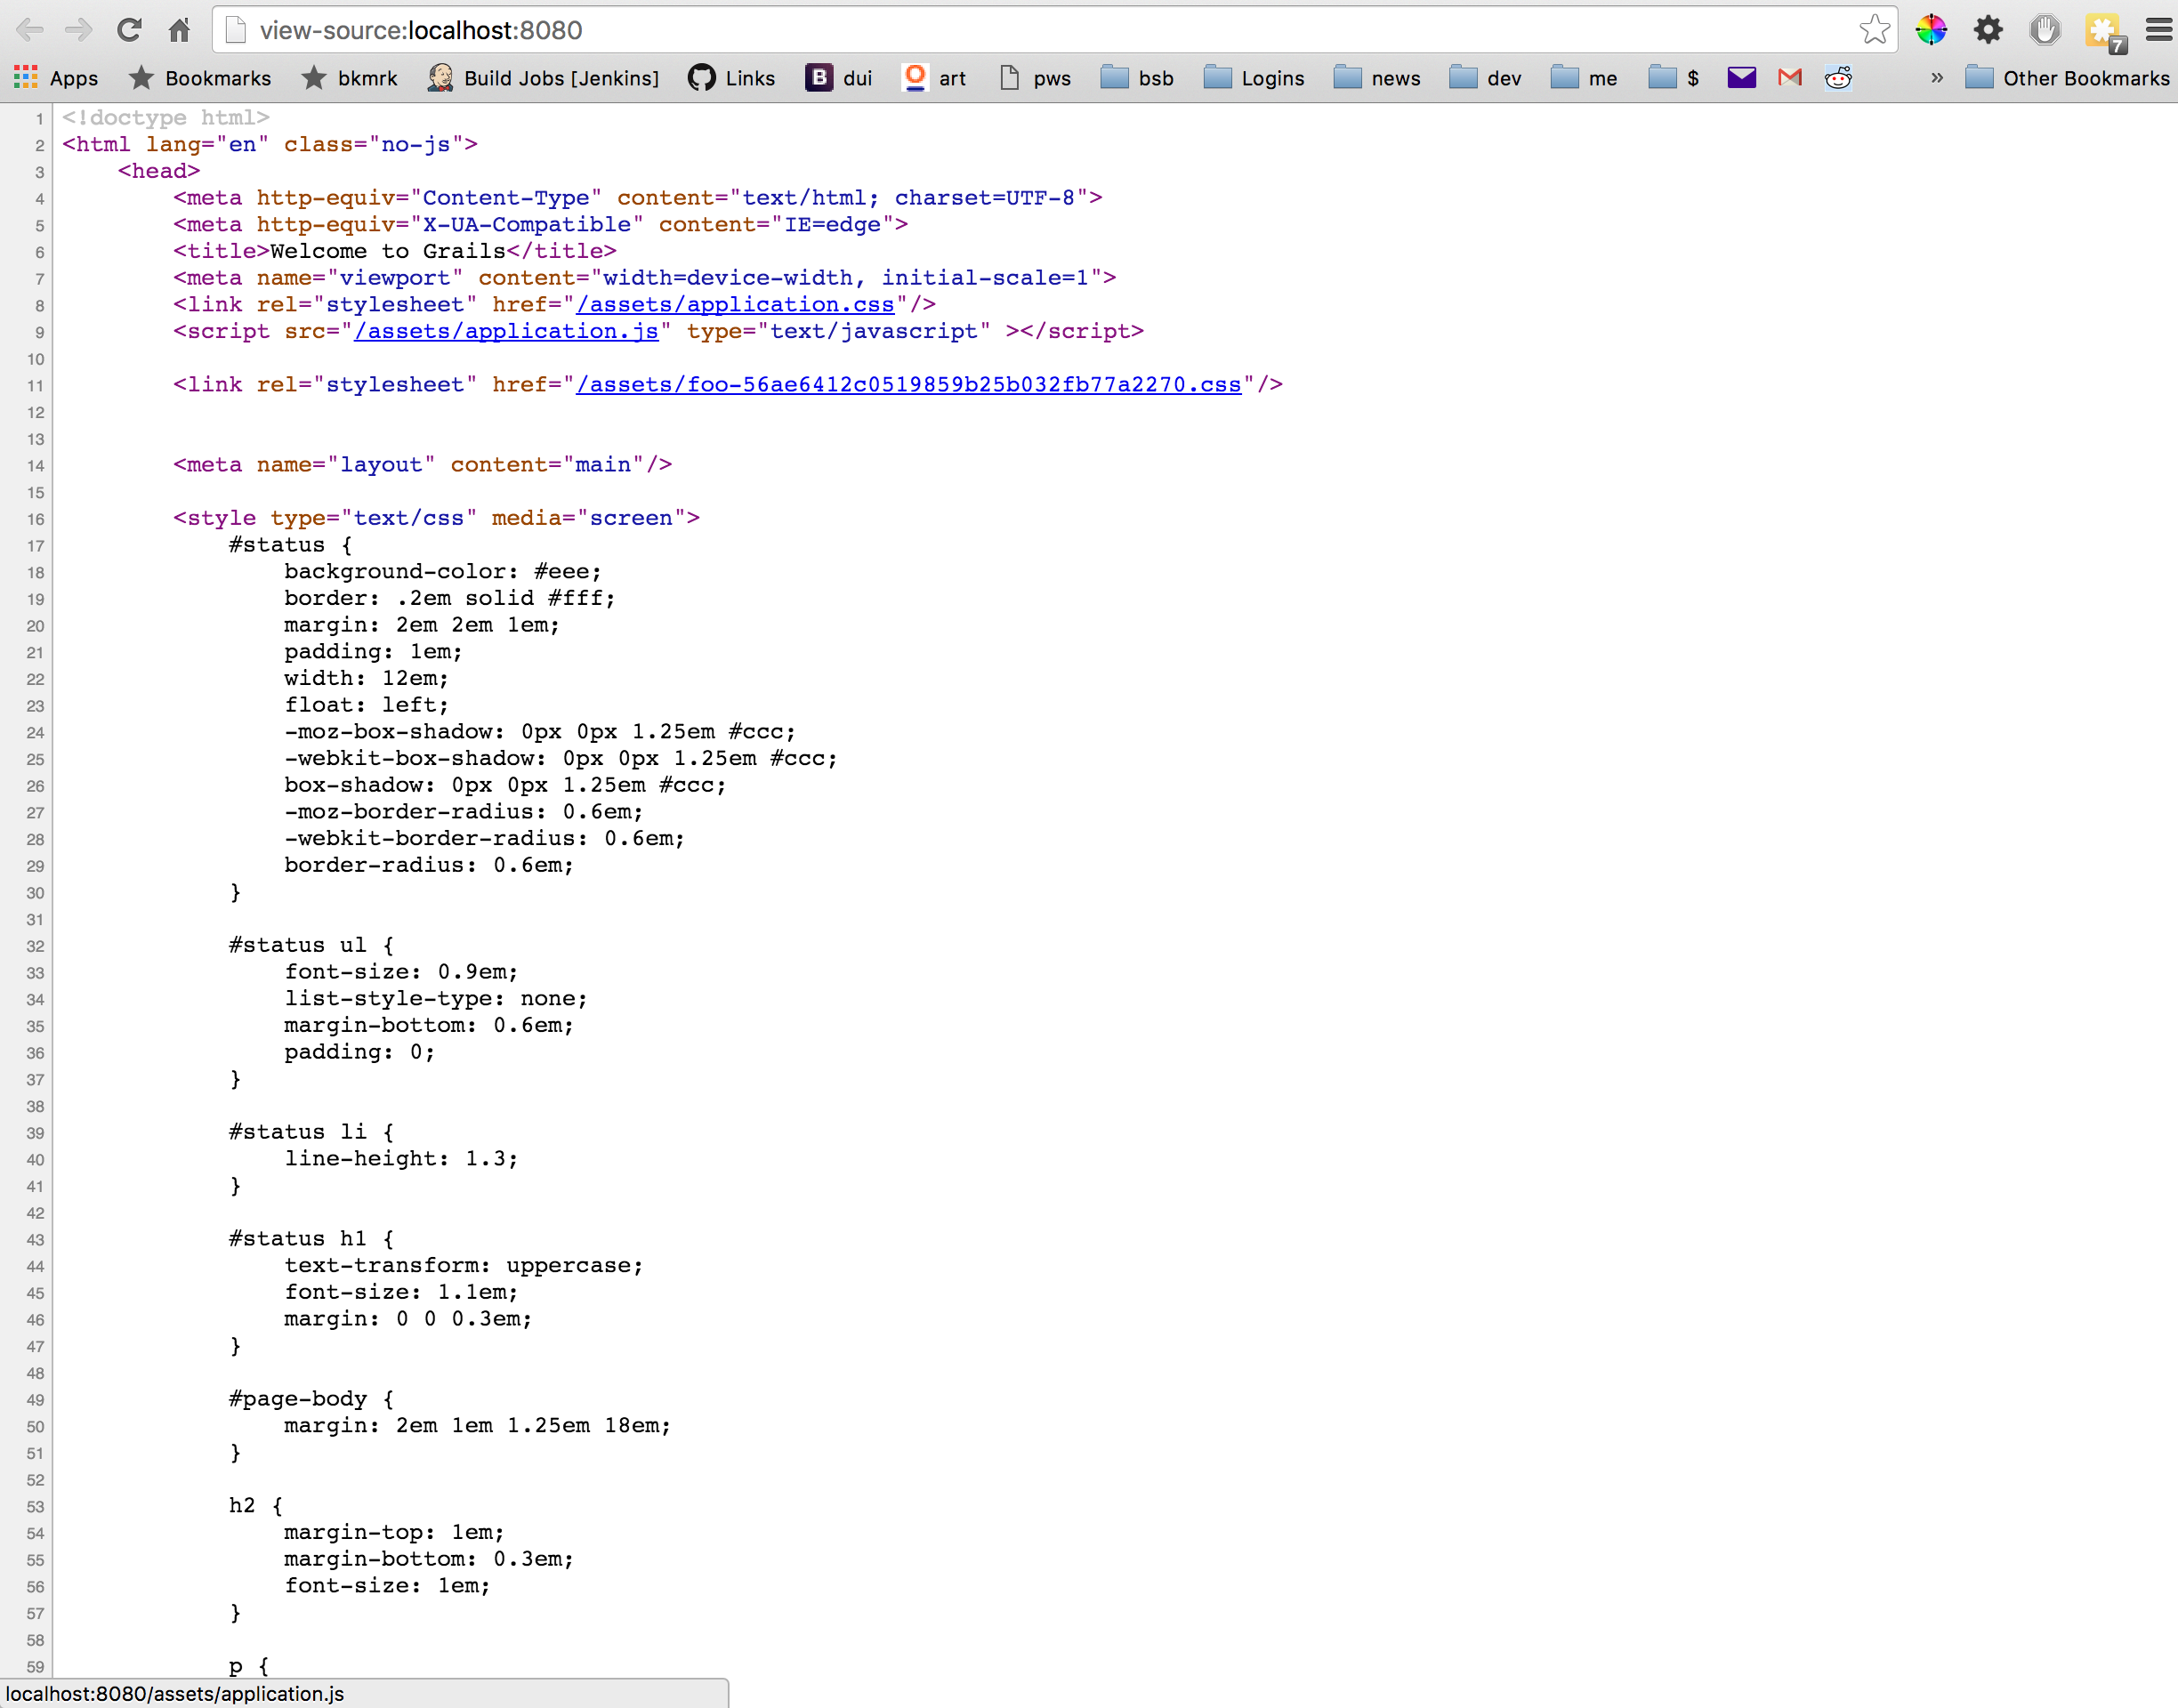 view-source:localhost:8080
Apps Bookmarks bkmrk Build Jobs [Jenkins] Links dui art pws bsb Logins news dev me $ » Other Bookmarks
7
1 <!doctype html>
2 <html lang="en" class="no-js">
3 <head>
4 <meta http-equiv="Content-Type" content="text/html; charset=UTF-8">
5 <meta http-equiv="X-UA-Compatible" content="IE=edge">
6 <title>Welcome to Grails</title>
7 <meta name="viewport" content="width=device-width, initial-scale=1">
8 <link rel="stylesheet" href="/assets/application.css"/>
9 <script src="/assets/application.js" type="text/javascript" ></script>
10
11 <link rel="stylesheet" href="/assets/foo-56ae6412c0519859b25b032fb77a2270.css"/>
12
13
14 <meta name="layout" content="main"/>
15
16 <style type="text/css" media="screen">
17 #status {
18 background-color: #eee;
19 border: .2em solid #fff;
20 margin: 2em 2em 1em;
21 padding: 1em;
22 width: 12em;
23 float: left;
24 -moz-box-shadow: 0px 0px 1.25em #ccc;
25 -webkit-box-shadow: 0px 0px 1.25em #ccc;
26 box-shadow: 0px 0px 1.25em #ccc;
27 -moz-border-radius: 0.6em;
28 -webkit-border-radius: 0.6em;
29 border-radius: 0.6em;
30 }
31
32 #status ul {
33 font-size: 0.9em;
34 list-style-type: none;
35 margin-bottom: 0.6em;
36 padding: 0;
37 }
38
39 #status li {
40 line-height: 1.3;
41 }
42
43 #status h1 {
44 text-transform: uppercase;
45 font-size: 1.1em;
46 margin: 0 0 0.3em;
47 }
48
49 #page-body {
50 margin: 2em 1em 1.25em 18em;
51 }
52
53 h2 {
54 margin-top: 1em;
55 margin-bottom: 0.3em;
56 font-size: 1em;
57 }
58
59 p {
localhost:8080/assets/application.js